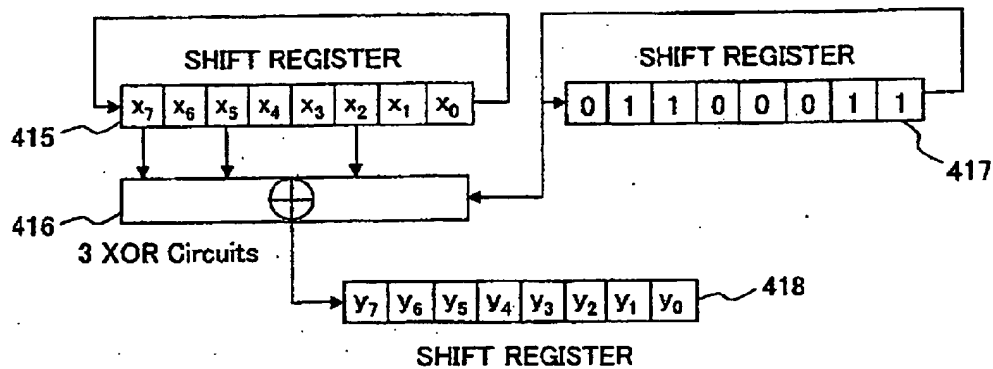 SHIFT REGISTER
SHIFT REGISTER
x₇ x₆ x₅ x₄ x₃ x₂ x₁ x₀
0 1 1 0 0 0 1 1
415
417
416
3 XOR Circuits
y₇ y₆ y₅ y₄ y₃ y₂ y₁ y₀
418
SHIFT REGISTER